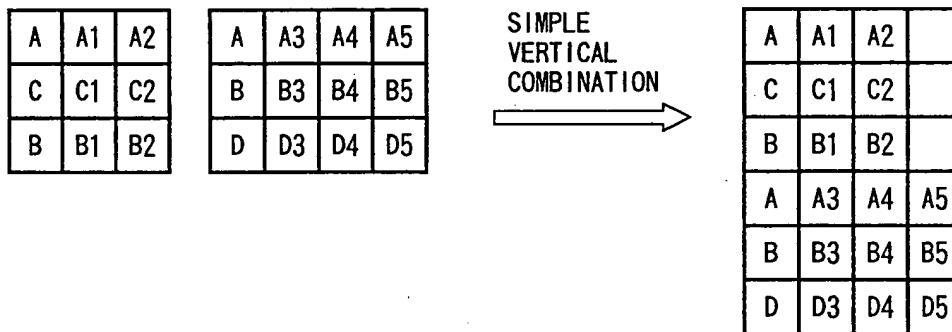 A A1 A2
C C1 C2
B B1 B2
A A3 A4 A5
B B3 B4 B5
D D3 D4 D5
SIMPLE
VERTICAL
COMBINATION
A A1 A2
C C1 C2
B B1 B2
A A3 A4 A5
B B3 B4 B5
D D3 D4 D5